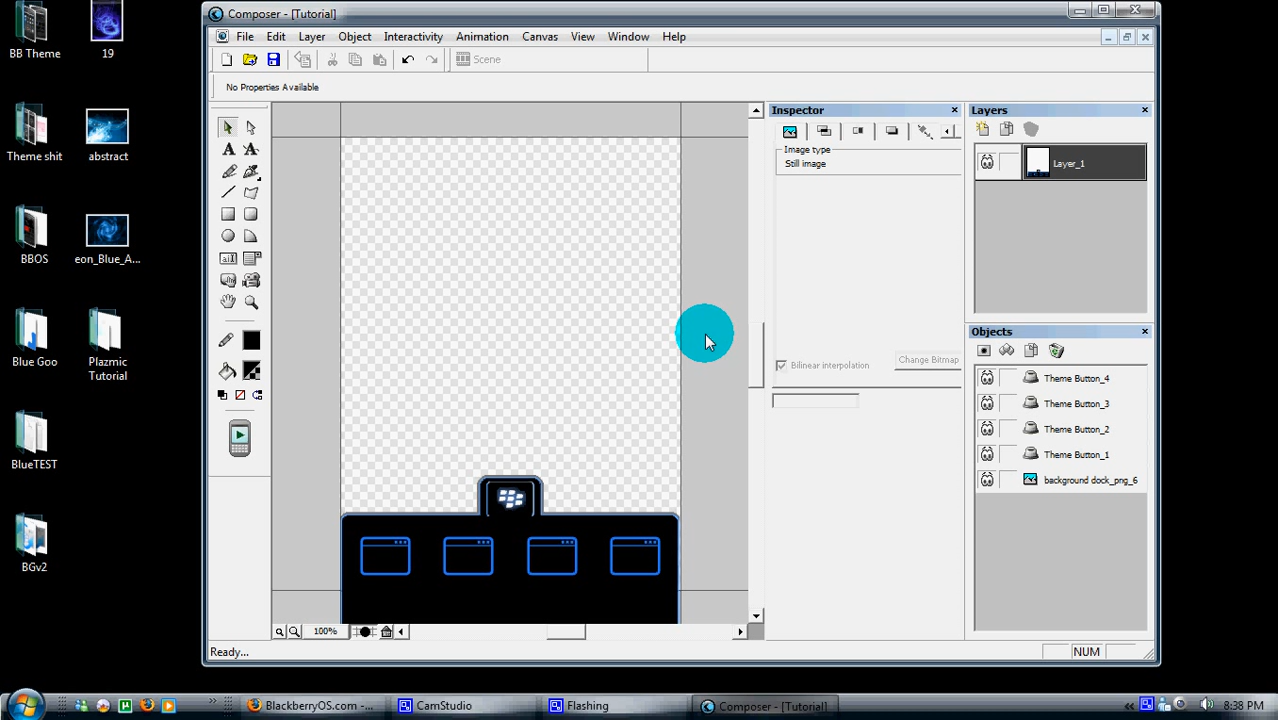 BB Theme
19
Theme shit
abstract
BBOS
eon_Blue_A...
Blue Goo
Plazmic
Tutorial
BlueTEST
BGv2
Composer - [Tutorial]
File Edit Layer Object Interactivity Animation Canvas View Window Help
Scene
No Properties Available
Inspector
Image type
Still image
Bilinear interpolation
Change Bitmap
Layers
Layer_1
Objects
Theme Button_4
Theme Button_3
Theme Button_2
Theme Button_1
background dock_png_6
100%
Ready...
NUM
BlackberryOS.com -...
CamStudio
Flashing
Composer - [Tutorial]
8:38 PM